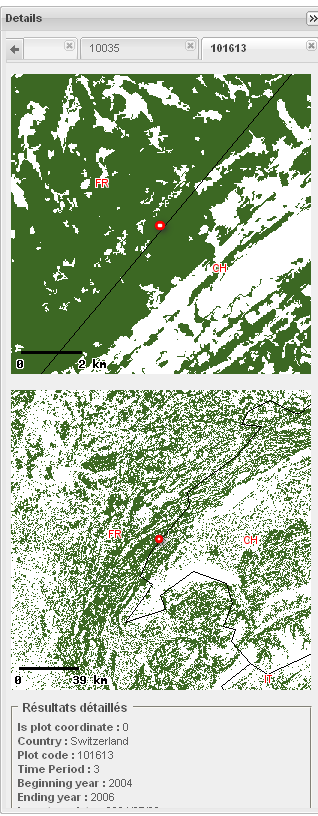 Details
10035
101613
FR
CH
0 2 km
FR
CH
0 39 km
Résultats détaillés
Is plot coordinate : 0
Country : Switzerland
Plot code : 101613
Time Period : 3
Beginning year : 2004
Ending year : 2006